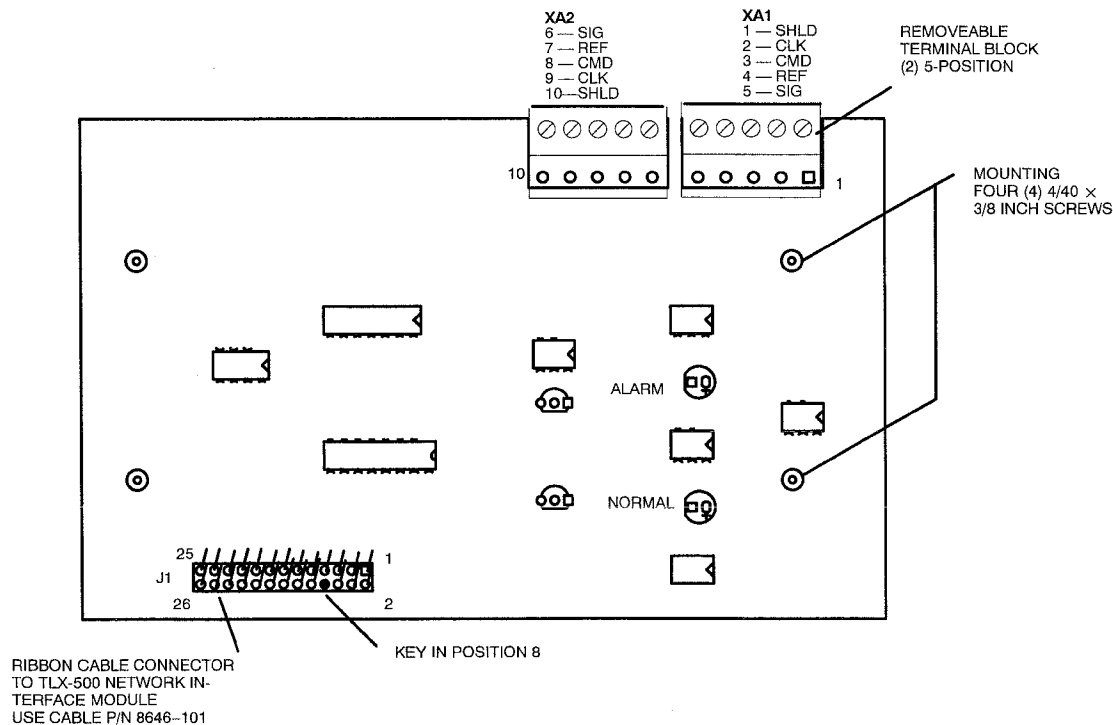 XA2
6 — SIG
7 — REF
8 — CMD
9 — CLK
10—SHLD
XA1
1 — SHLD
2 — CLK
3 — CMD
4 — REF
5 — SIG
REMOVEABLE
TERMINAL BLOCK
(2) 5-POSITION
10
1
MOUNTING
FOUR (4) 4/40 ×
3/8 INCH SCREWS
ALARM
NORMAL
25
1
J1
26
2
KEY IN POSITION 8
RIBBON CABLE CONNECTOR
TO TLX-500 NETWORK IN-
TERFACE MODULE
USE CABLE P/N 8646–101